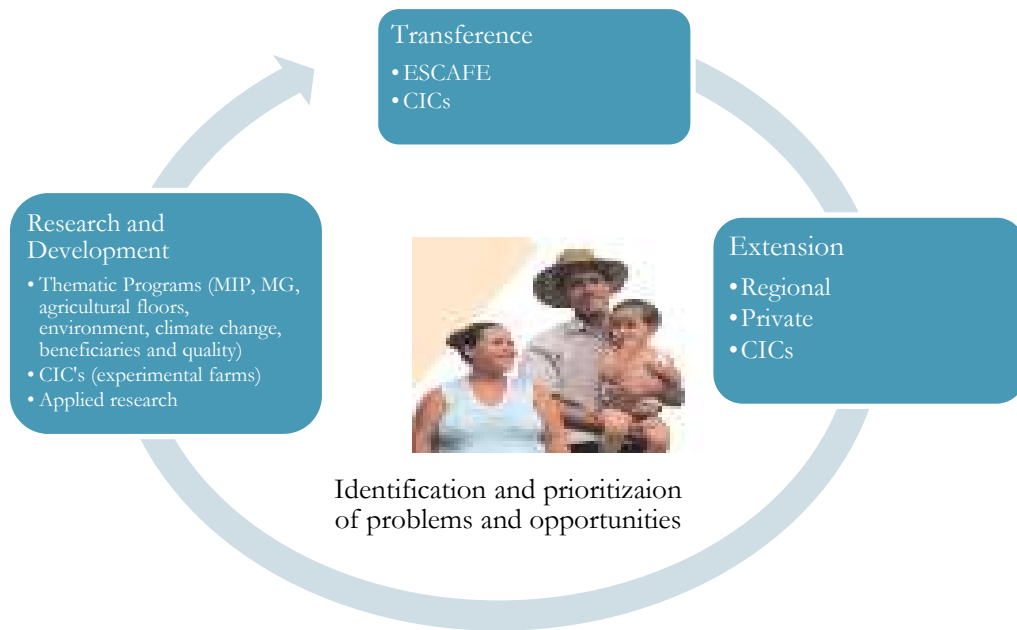 Transference
• ESCAFE
• CICs
Extension
• Regional
• Private
• CICs
Research and
Development
• Thematic Programs (MIP, MG,
agricultural floors,
environment, climate change,
beneficiaries and quality)
• CIC's (experimental farms)
• Applied research
Identification and prioritizaion
of problems and opportunities